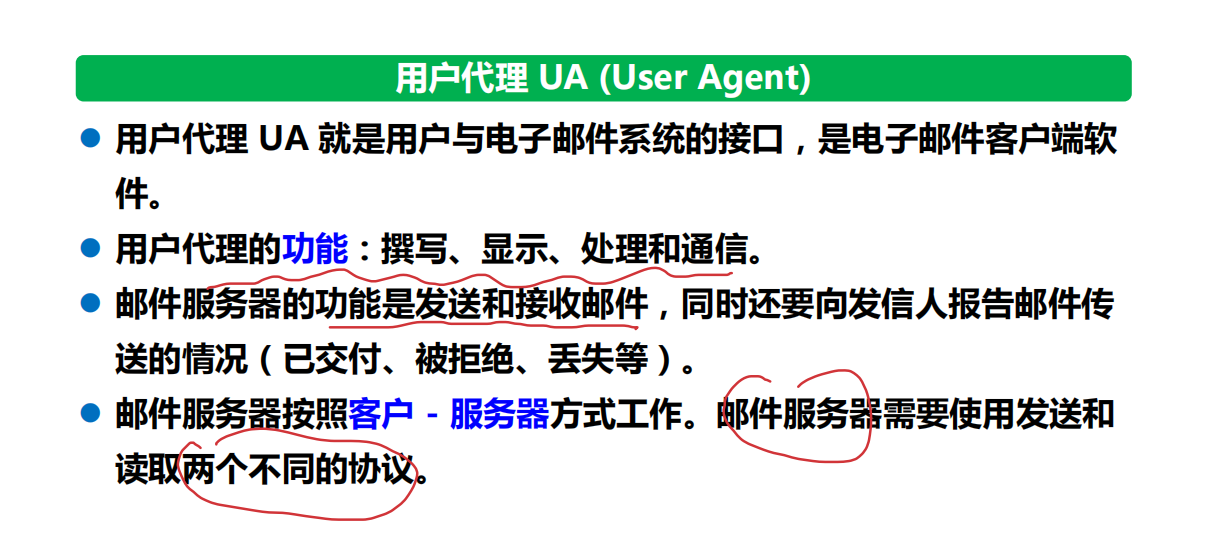 用户代理 UA (User Agent)
用户代理 UA 就是用户与电子邮件系统的接口，是电子邮件客户端软
件。
用户代理的功能：撰写、显示、处理和通信。
邮件服务器的功能是发送和接收邮件，同时还要向发信人报告邮件传
送的情况（已交付、被拒绝、丢失等）。
邮件服务器按照客户 - 服务器方式工作。邮件服务器需要使用发送和
读取两个不同的协议。